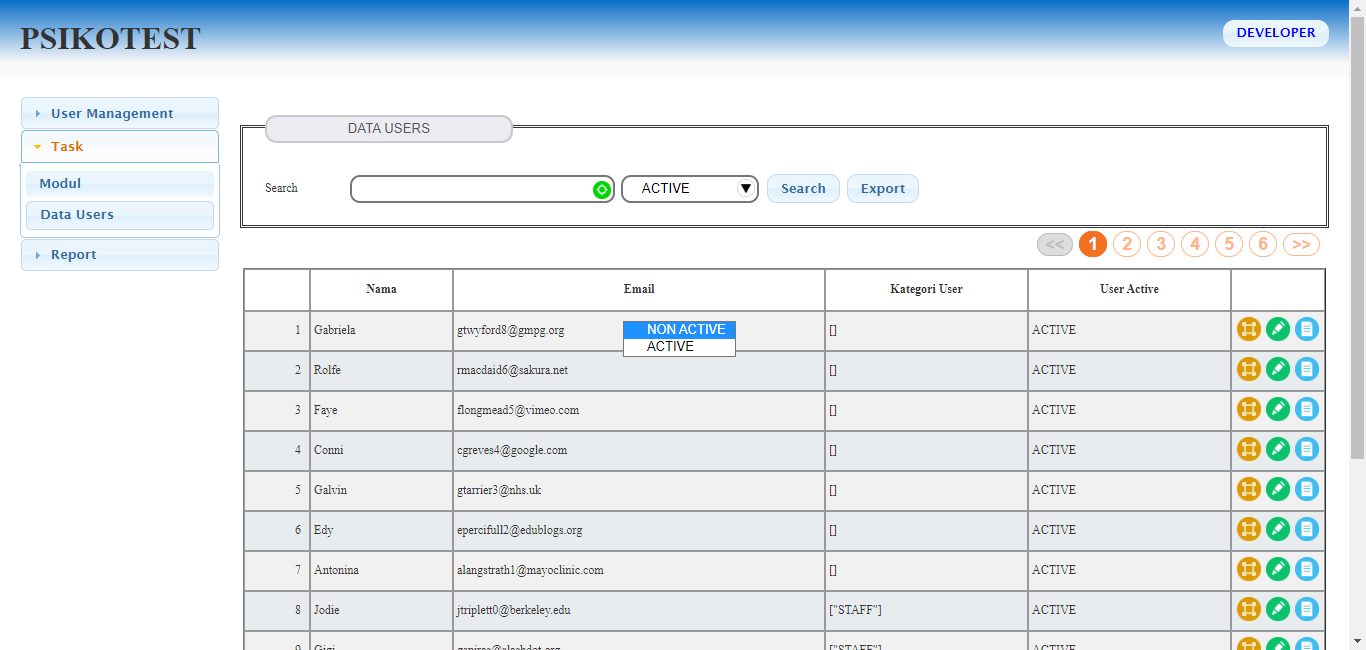 PSIKOTEST
DEVELOPER
User Management
Task
Modul
Data Users
Report
DATA USERS
Search ACTIVE Search Export
<< 1 2 3 4 5 6 >>
Nama Email Kategori User User Active
1 Gabriela gtwyford8@gmpg.org [] ACTIVE
NON ACTIVE
ACTIVE
2 Rolfe rmacdaid6@sakura.net [] ACTIVE
3 Faye flongmead5@vimeo.com [] ACTIVE
4 Conni cgreves4@google.com [] ACTIVE
5 Galvin gtarrier3@nhs.uk [] ACTIVE
6 Edy epercifull2@edublogs.org [] ACTIVE
7 Antonina alangstrath1@mayoclinic.com [] ACTIVE
8 Jodie jtriplett0@berkeley.edu ["STAFF"] ACTIVE
9 Gigi ["STAFF"] ACTIVE